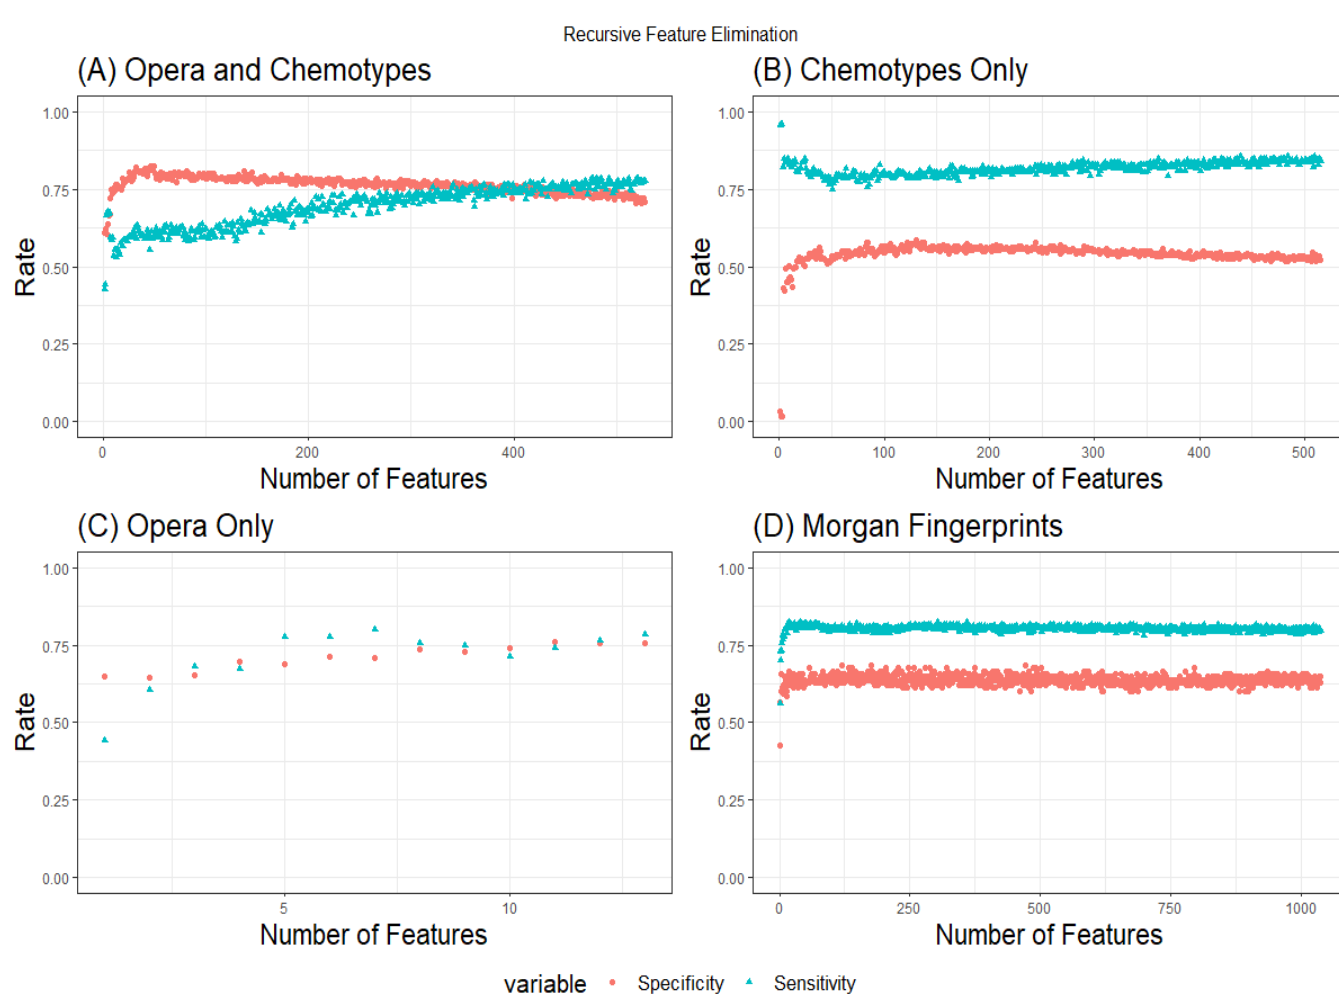 Recursive Feature Elimination
(A) Opera and Chemotypes
1.00
0.75
0.50
0.25
0.00
Rate
0
200
400
Number of Features
(B) Chemotypes Only
1.00
0.75
0.50
0.25
0.00
Rate
0
100
200
300
400
500
Number of Features
(C) Opera Only
1.00
0.75
0.50
0.25
0.00
Rate
5
10
Number of Features
(D) Morgan Fingerprints
1.00
0.75
0.50
0.25
0.00
Rate
0
250
500
750
1000
Number of Features
variable Specificity Sensitivity